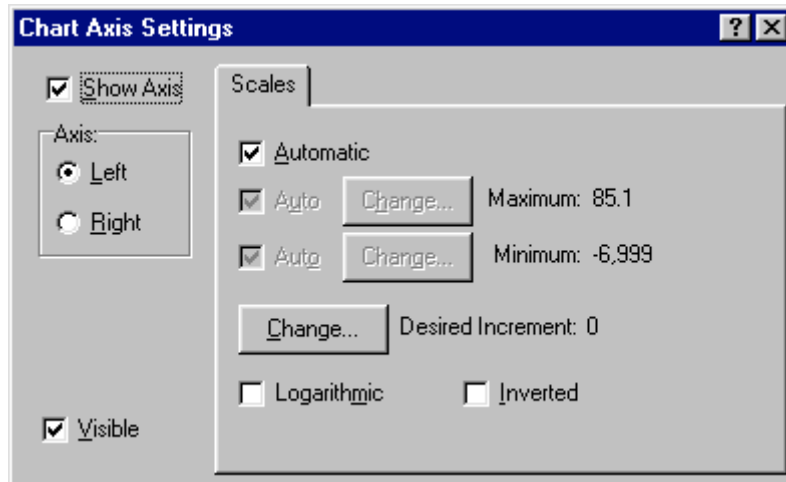 Chart Axis Settings
Show Axis
Axis:
Left
Right
Visible
Scales
Automatic
Auto Change... Maximum: 85.1
Auto Change... Minimum: -6,999
Change... Desired Increment: 0
Logarithmic Inverted